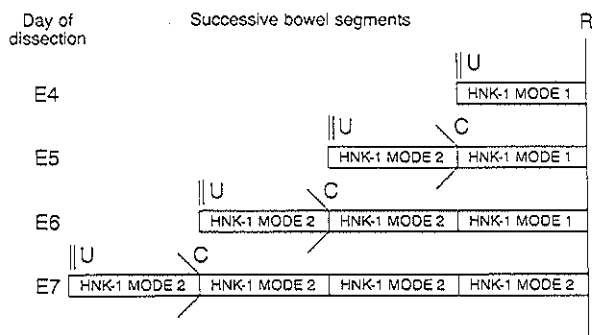 Day of dissection Successive bowel segments R
U
E4 HNK-1 MODE 1
U C
E5 HNK-1 MODE 2 HNK-1 MODE 1
U C
E6 HNK-1 MODE 2 HNK-1 MODE 2 HNK-1 MODE 1
U C
E7 HNK-1 MODE 2 HNK-1 MODE 2 HNK-1 MODE 2 HNK-1 MODE 2